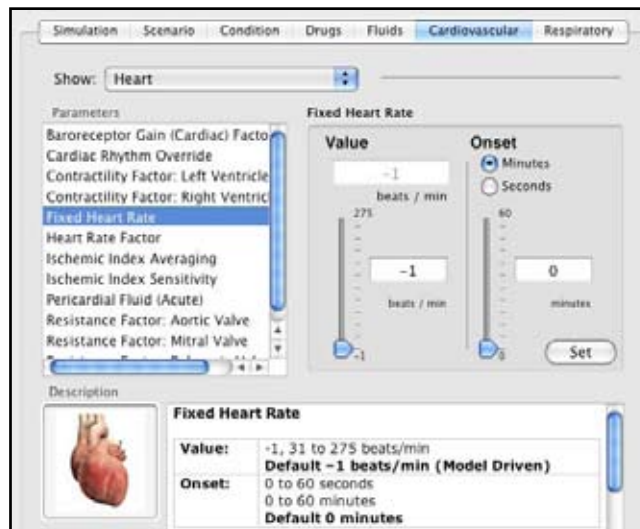 Simulation Scenario Condition Drugs Fluids Cardiovascular Respiratory
Show: Heart
Parameters
Baroreceptor Gain (Cardiac) Facto
Cardiac Rhythm Override
Contractility Factor: Left Ventricle
Contractility Factor: Right Ventricl
Fixed Heart Rate
Heart Rate Factor
Ischemic Index Averaging
Ischemic Index Sensitivity
Pericardial Fluid (Acute)
Resistance Factor: Aortic Valve
Resistance Factor: Mitral Valve
Fixed Heart Rate
Value
-1
beats / min
275
-1
beats / min
-1
Onset
Minutes
Seconds
60
0
minutes
0
Set
Description
Fixed Heart Rate
Value: -1, 31 to 275 beats/min
Default -1 beats/min (Model Driven)
Onset: 0 to 60 seconds
0 to 60 minutes
Default 0 minutes